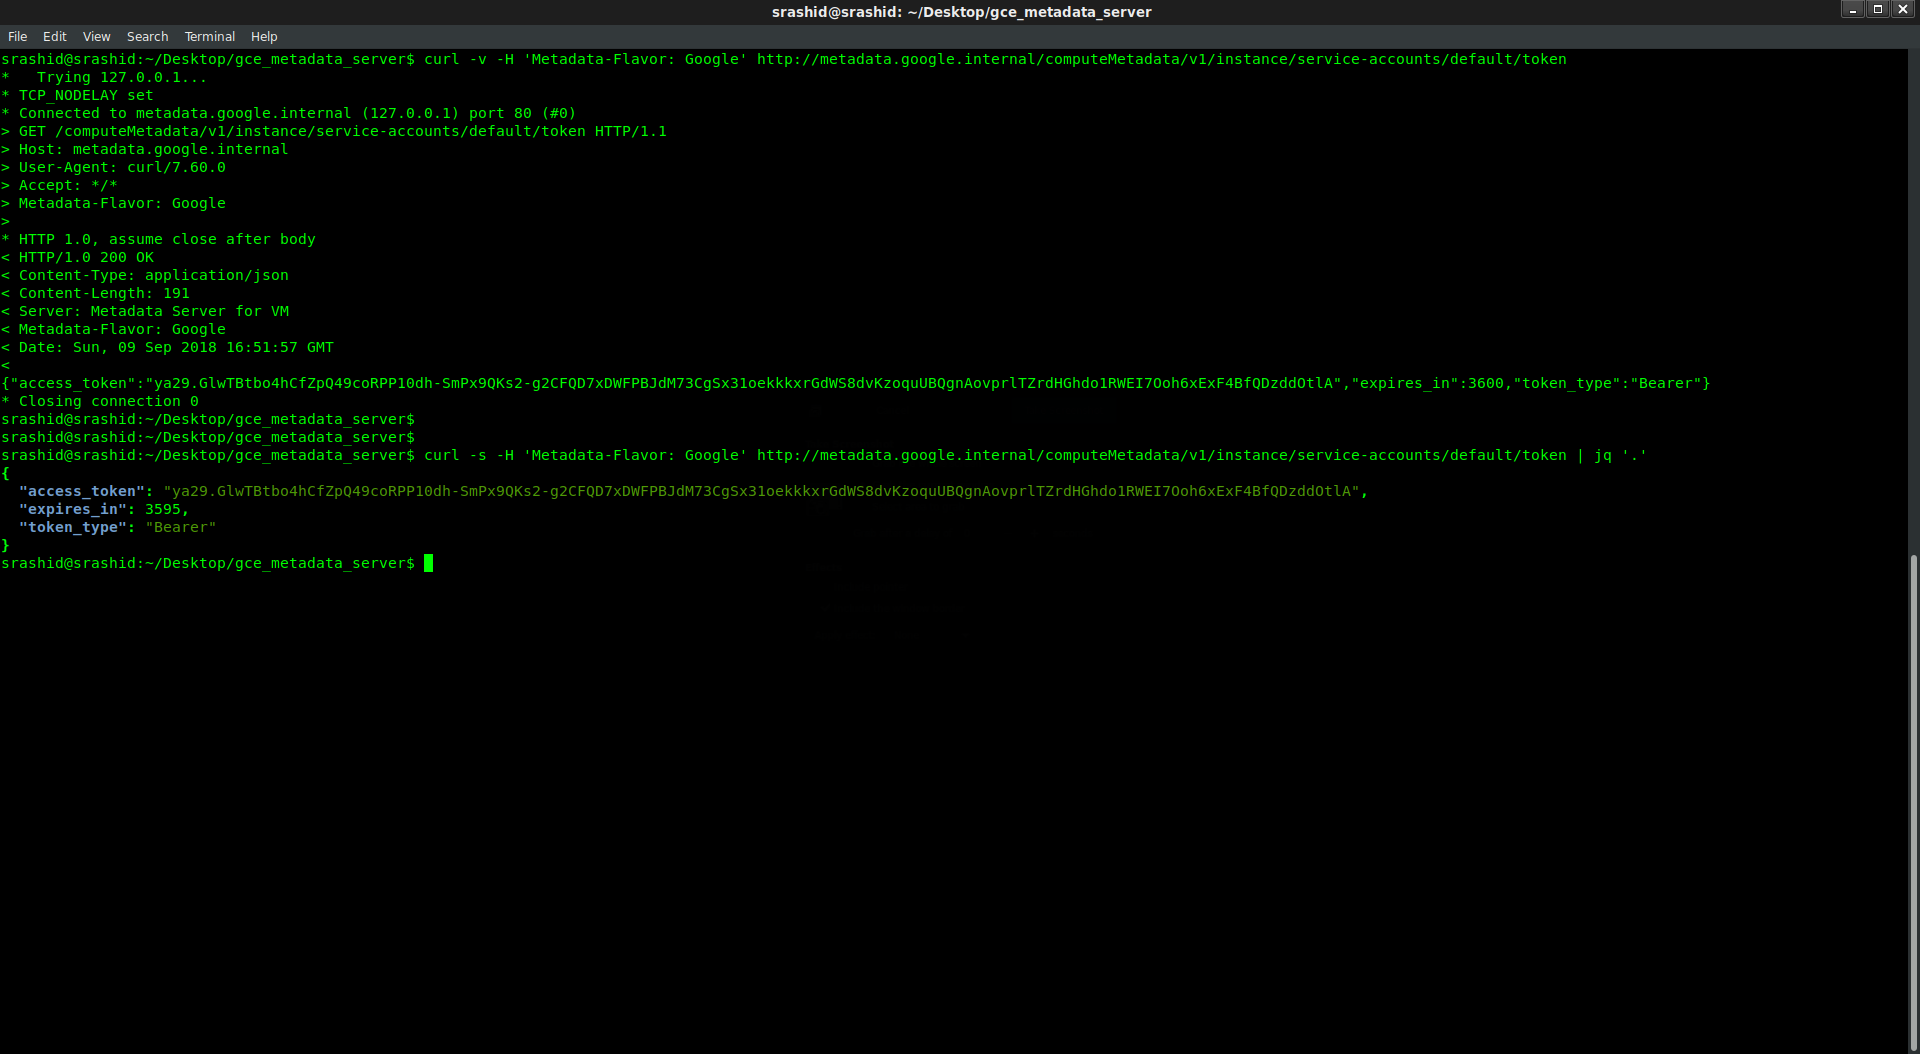 srashid@srashid: ~/Desktop/gce_metadata_server
File Edit View Search Terminal Help
srashid@srashid:~/Desktop/gce_metadata_server$ curl -v -H 'Metadata-Flavor: Google' http://metadata.google.internal/computeMetadata/v1/instance/service-accounts/default/token
*   Trying 127.0.0.1...
* TCP_NODELAY set
* Connected to metadata.google.internal (127.0.0.1) port 80 (#0)
> GET /computeMetadata/v1/instance/service-accounts/default/token HTTP/1.1
> Host: metadata.google.internal
> User-Agent: curl/7.60.0
> Accept: */*
> Metadata-Flavor: Google
>
* HTTP 1.0, assume close after body
< HTTP/1.0 200 OK
< Content-Type: application/json
< Content-Length: 191
< Server: Metadata Server for VM
< Metadata-Flavor: Google
< Date: Sun, 09 Sep 2018 16:51:57 GMT
<
{"access_token":"ya29.GlwTBtbo4hCfZpQ49coRPP10dh-SmPx9QKs2-g2CFQD7xDWFPBJdM73CgSx31oekkkxrGdWS8dvKzoquUBQgnAovprlTZrdHGhdo1RWEI7Ooh6xExF4BfQDzddOtlA","expires_in":3600,"token_type":"Bearer"}
* Closing connection 0
srashid@srashid:~/Desktop/gce_metadata_server$
srashid@srashid:~/Desktop/gce_metadata_server$
srashid@srashid:~/Desktop/gce_metadata_server$ curl -s -H 'Metadata-Flavor: Google' http://metadata.google.internal/computeMetadata/v1/instance/service-accounts/default/token | jq '.'
{
  "access_token": "ya29.GlwTBtbo4hCfZpQ49coRPP10dh-SmPx9QKs2-g2CFQD7xDWFPBJdM73CgSx31oekkkxrGdWS8dvKzoquUBQgnAovprlTZrdHGhdo1RWEI7Ooh6xExF4BfQDzddOtlA",
  "expires_in": 3595,
  "token_type": "Bearer"
}
srashid@srashid:~/Desktop/gce_metadata_server$